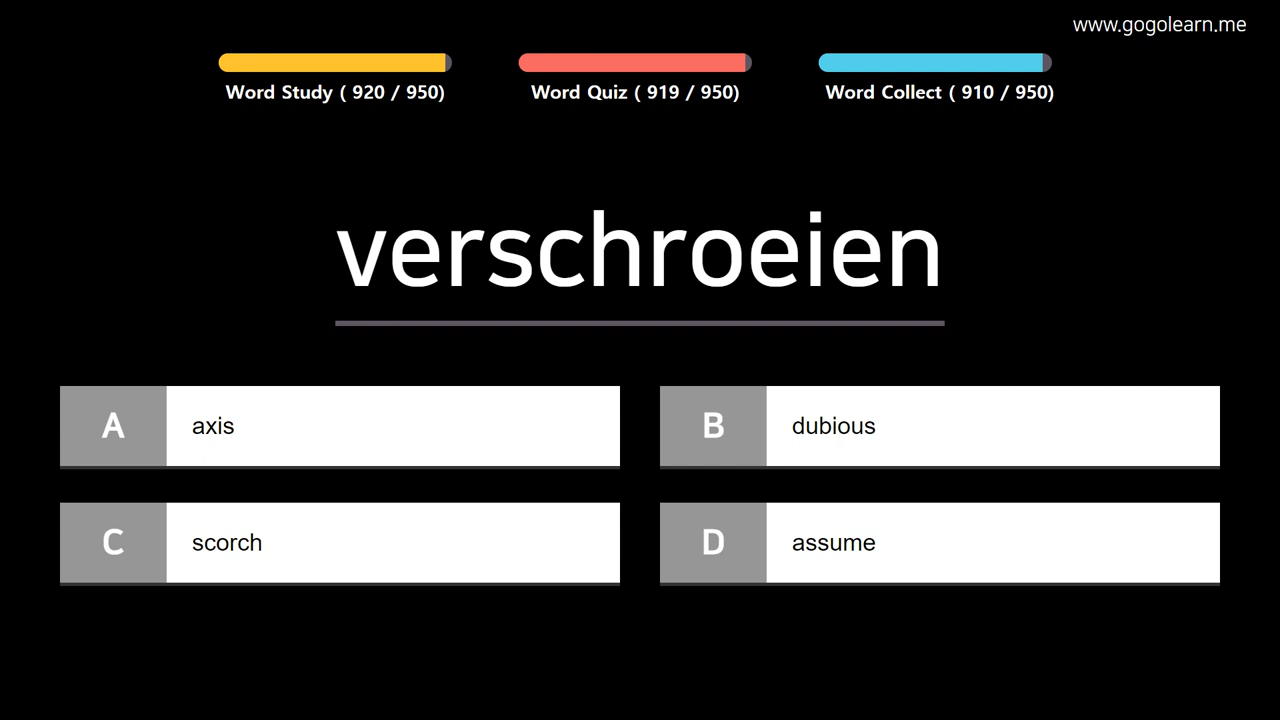 www.gogolearn.me
Word Study ( 920 / 950)
Word Quiz ( 919 / 950)
Word Collect ( 910 / 950)
verschroeien
A axis
B dubious
C scorch
D assume